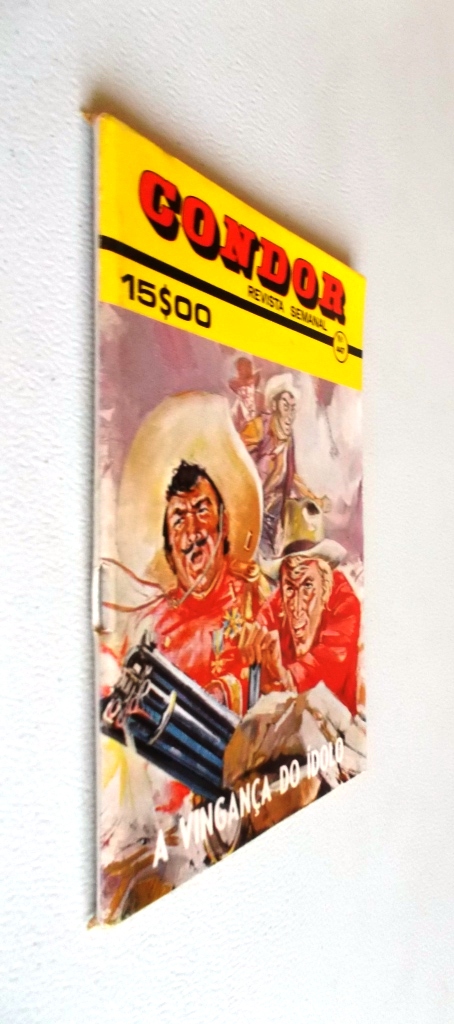 CONDOR
REVISTA SEMANAL
15$00
A VINGANÇA DO ÍDOLO